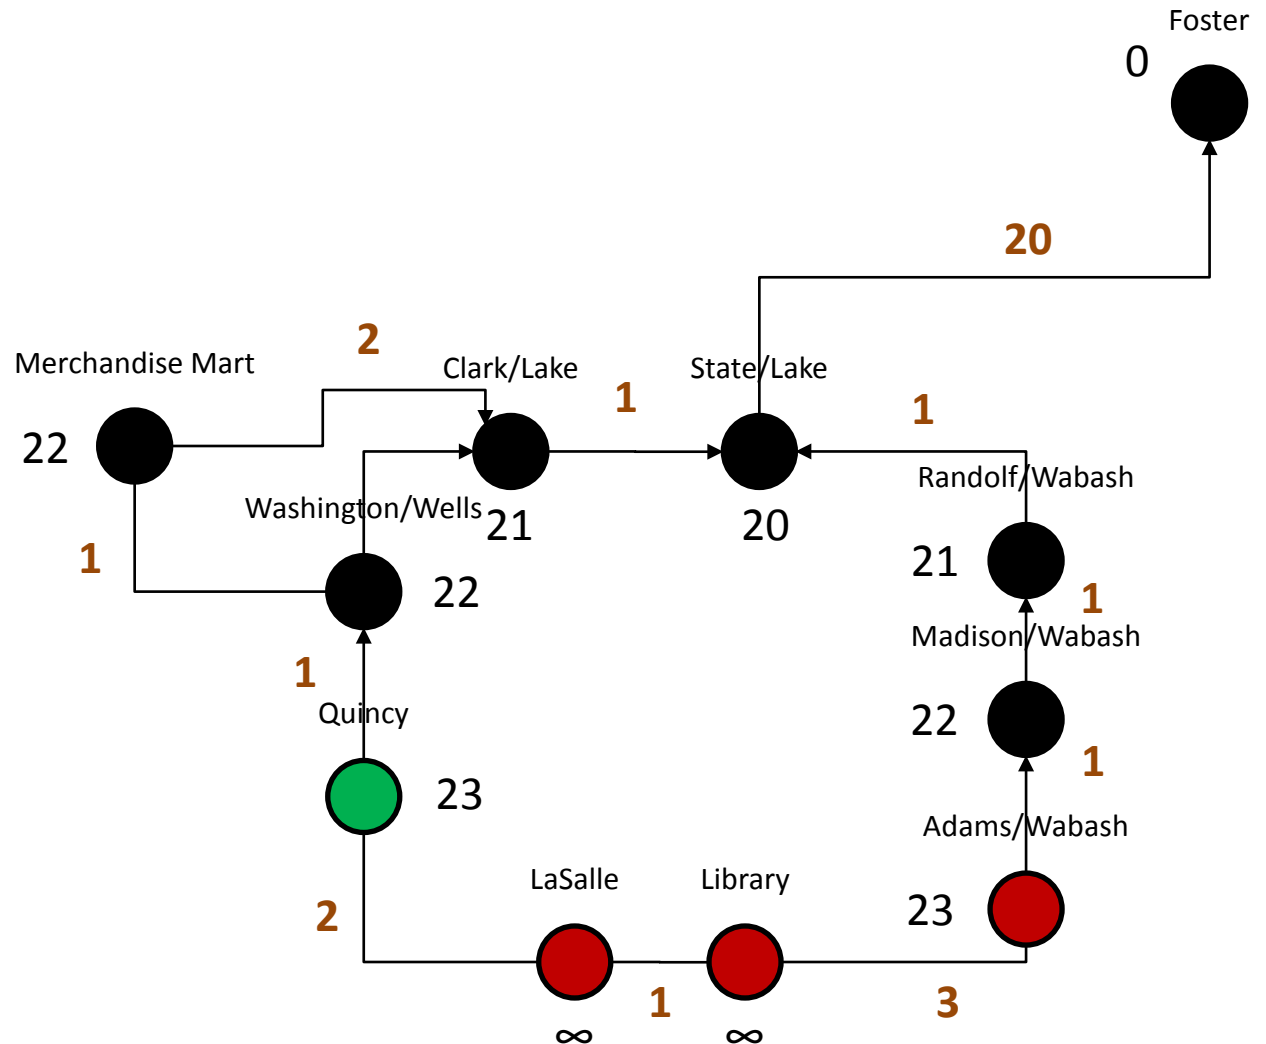 Foster
0
20
2
Merchandise Mart
Clark/Lake
State/Lake
1
1
22
Randolf/Wabash
Washington/Wells
21
20
1
21
22
1
Madison/Wabash
1
Quincy
22
1
23
Adams/Wabash
LaSalle
Library
2
23
1
3
∞
∞